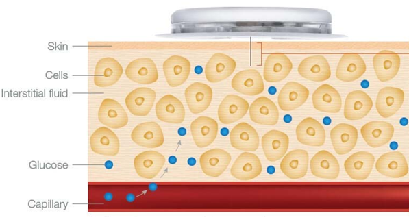 Skin
Cells
Interstitial fluid
Glucose
Capillary